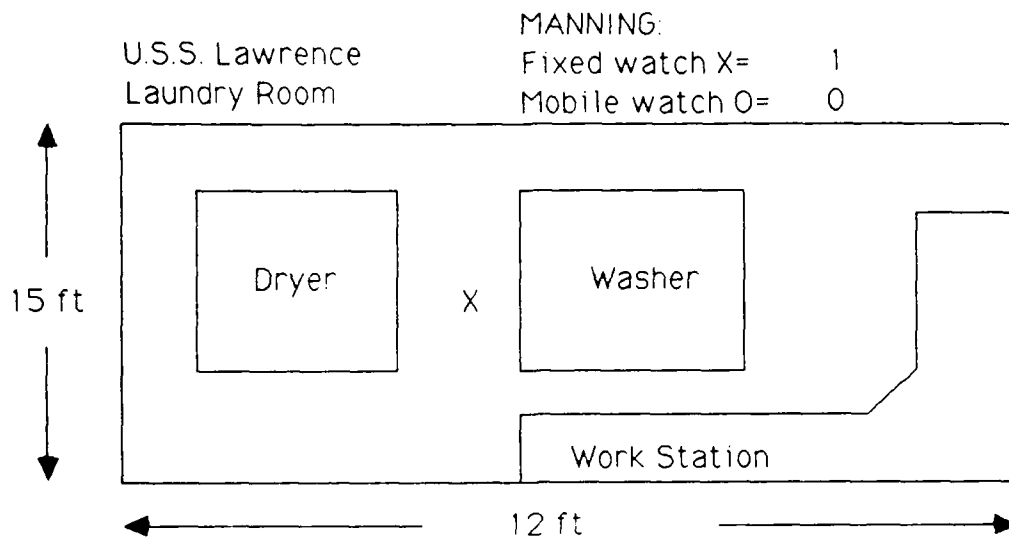 U.S.S. Lawrence
Laundry Room
MANNING:
Fixed watch X= 1
Mobile watch O= 0
Dryer
Washer
X
15 ft
Work Station
12 ft